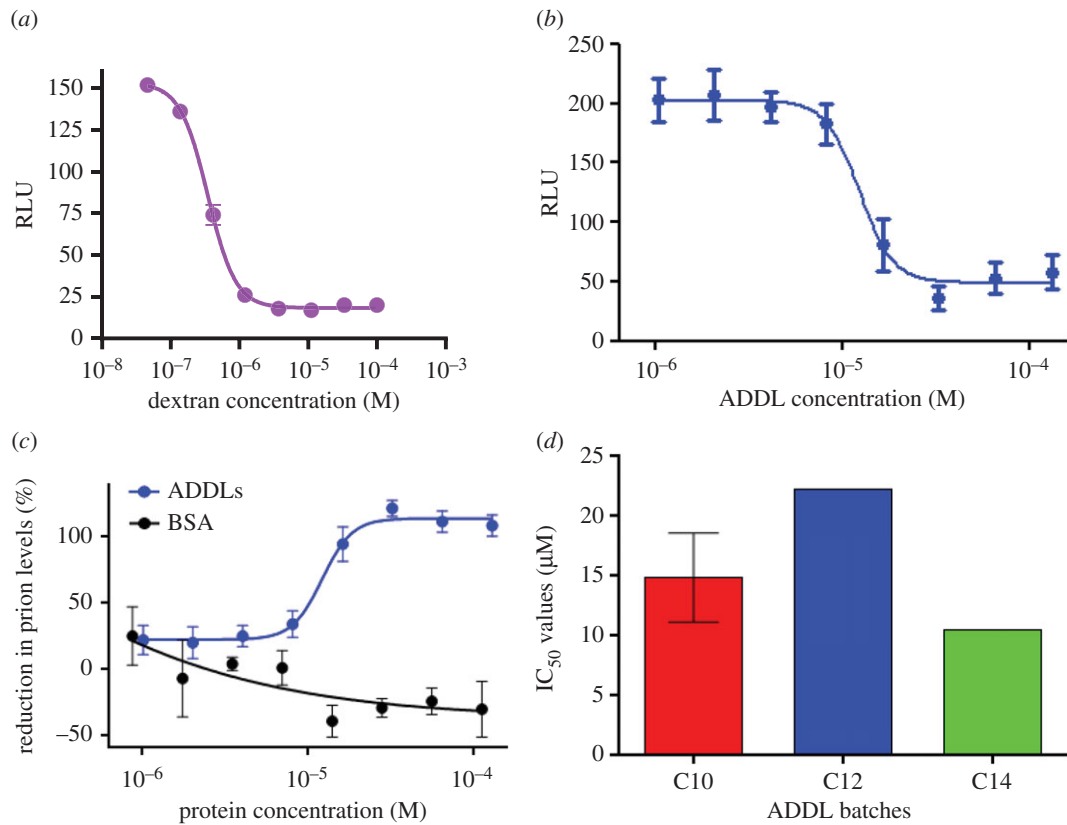 (a)
RLU
150
125
100
75
50
25
0
10⁻⁸ 10⁻⁷ 10⁻⁶ 10⁻⁵ 10⁻⁴ 10⁻³
dextran concentration (M)
(b)
RLU
250
200
150
100
50
0
10⁻⁶ 10⁻⁵ 10⁻⁴
ADDL concentration (M)
(c)
reduction in prion levels (%)
ADDLs
BSA
100
50
0
–50
10⁻⁶ 10⁻⁵ 10⁻⁴
protein concentration (M)
(d)
IC₅₀ values (µM)
25
20
15
10
5
0
C10 C12 C14
ADDL batches